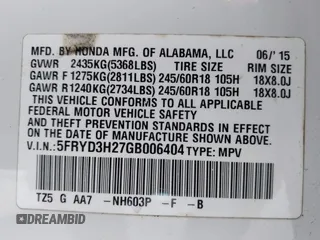 MFD. BY HONDA MFG. OF ALABAMA, LLC 06/'15
GVWR 2435KG(5368LBS) TIRE SIZE RIM SIZE
GAWR F 1275KG(2811LBS) 245/60R18 105H 18X8.0J
GAWR R1240KG(2734LBS) 245/60R18 105H 18X8.0J
THIS VEHICLE CONFORMS TO ALL APPLICABLE
FEDERAL MOTOR VEHICLE SAFETY AND
THEFT PREVENTION STANDARDS IN EFFECT ON
THE DATE OF MANUFACTURE SHOWN ABOVE.
V.I.N.: 5FRYD3H27GB006404 TYPE: MPV
TZ5 G AA7 -NH603P -F -B
DREAMBID